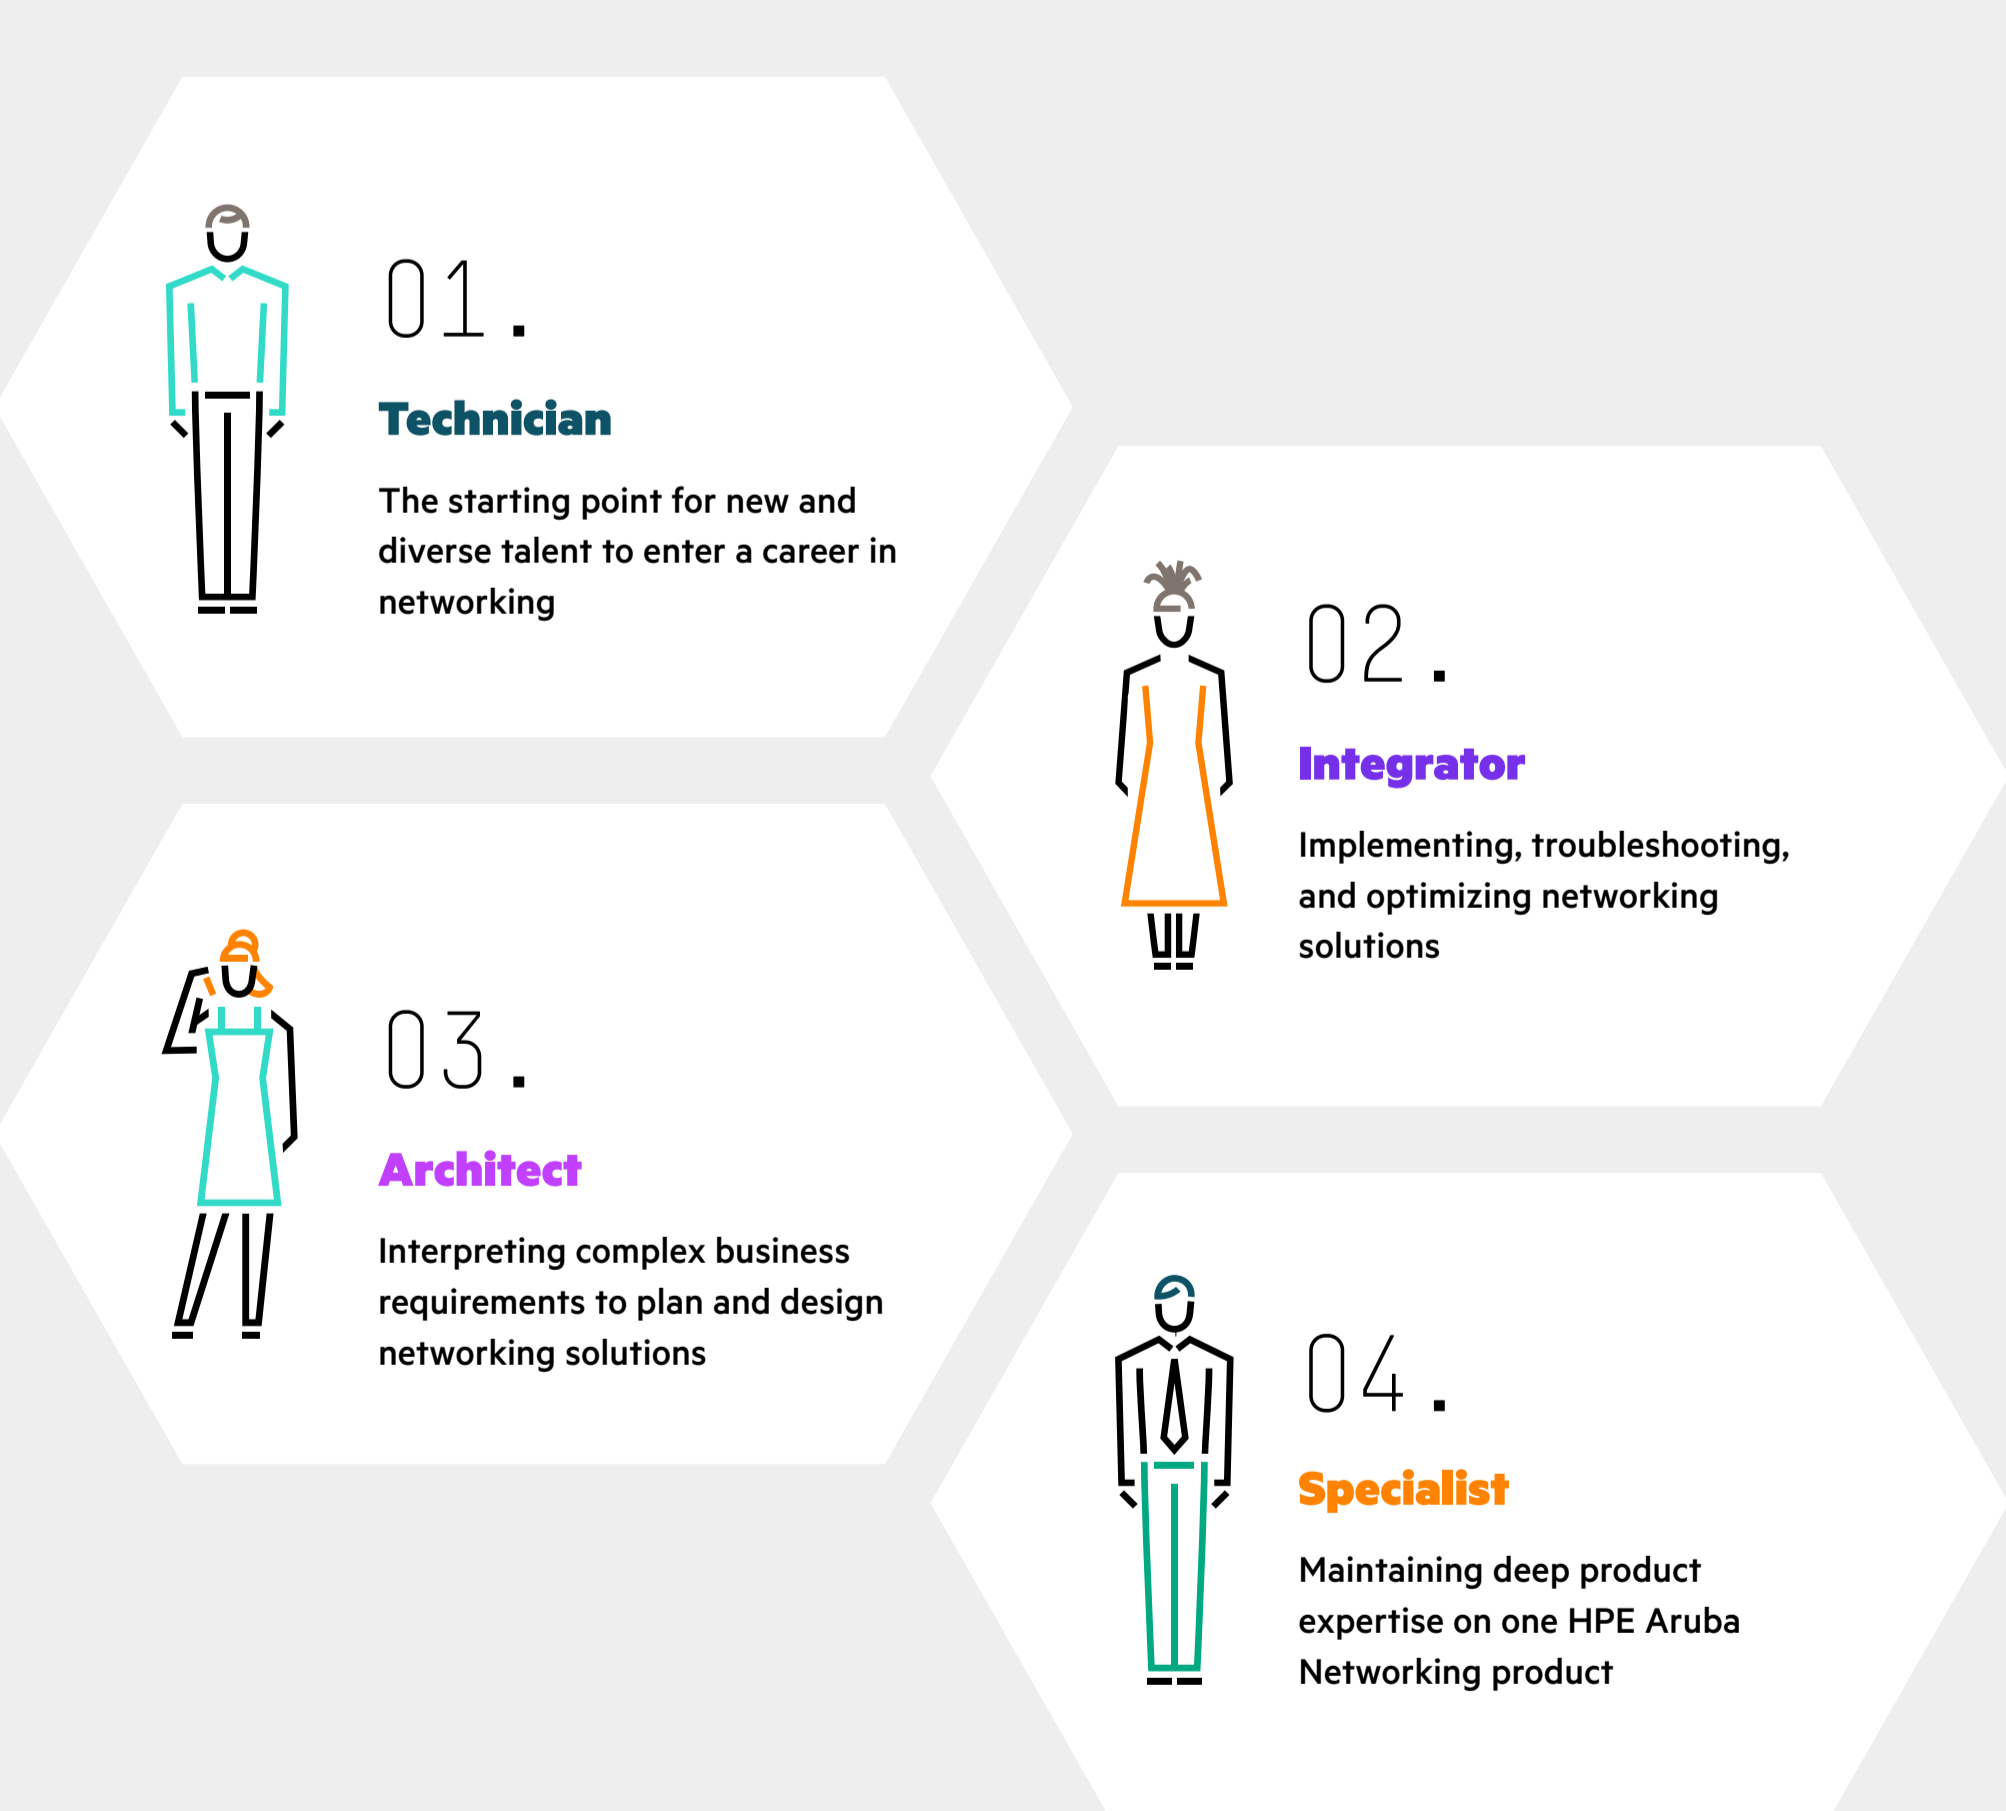 01.
Technician
The starting point for new and
diverse talent to enter a career in
networking
02.
Integrator
Implementing, troubleshooting,
and optimizing networking
solutions
03.
Architect
Interpreting complex business
requirements to plan and design
networking solutions
04.
Specialist
Maintaining deep product
expertise on one HPE Aruba
Networking product